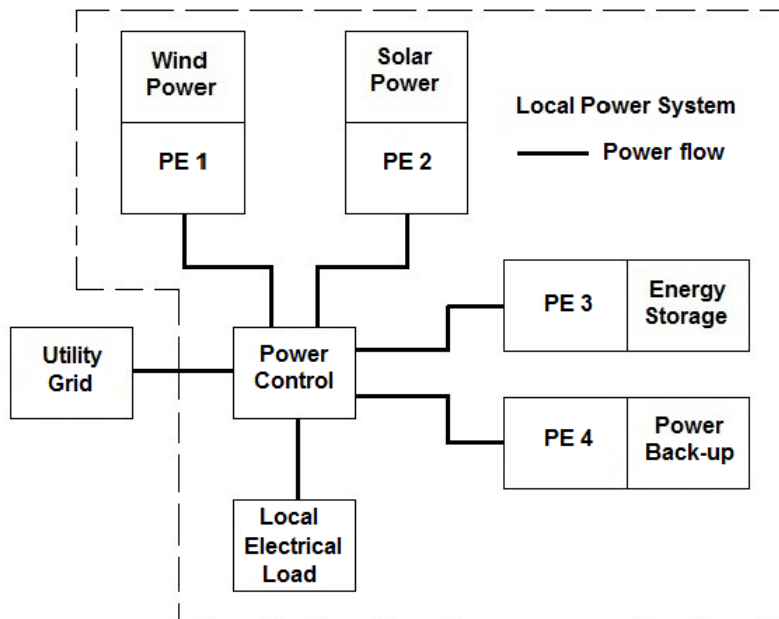 Wind
Power
PE 1
Solar
Power
PE 2
Local Power System
Power flow
PE 3
Energy
Storage
Utility
Grid
Power
Control
PE 4
Power
Back-up
Local
Electrical
Load